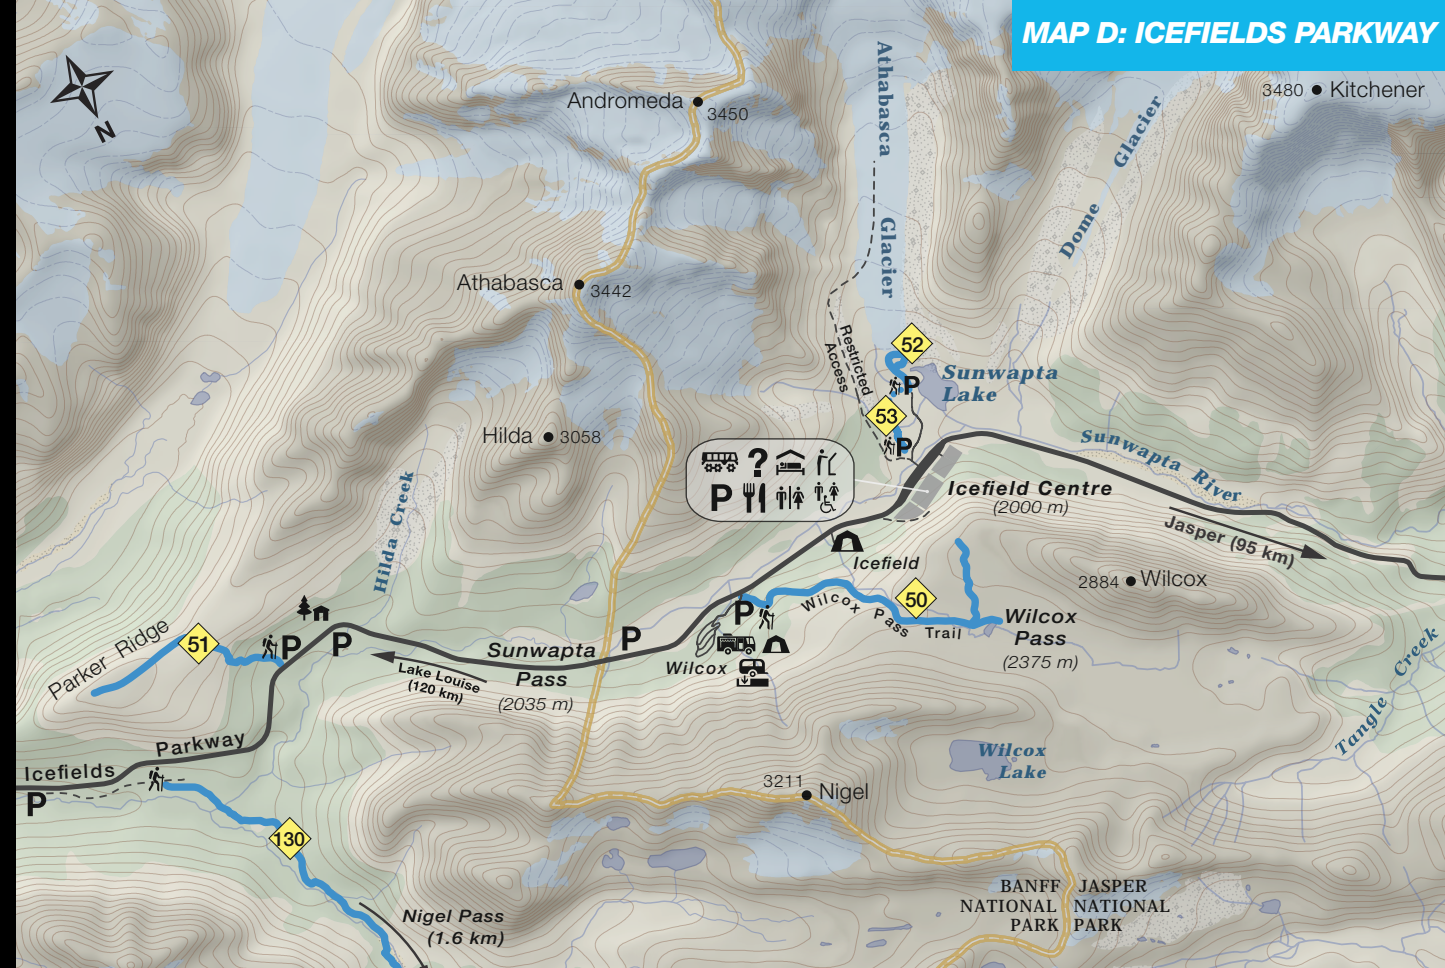 MAP D: ICEFIELDS PARKWAY
N
Andromeda
3450
Athabasca
Glacier
Dome Glacier
3480 Kitchener
Athabasca
3442
Restricted
Access
52
53
P
P
Sunwapta
Lake
Hilda 3058
Hilda Creek
?
P
Icefield Centre
(2000 m)
Sunwapta River
Jasper (95 km)
Icefield
2884 Wilcox
50
Wilcox Pass Trail
Wilcox
Pass
(2375 m)
P
Wilcox
P
Sunwapta
Pass
(2035 m)
Lake Louise
(120 km)
P
P
51
Parker Ridge
Icefields Parkway
P
130
Nigel Pass
(1.6 km)
3211 Nigel
Wilcox
Lake
Tangle Creek
BANFF JASPER
NATIONAL NATIONAL
PARK PARK